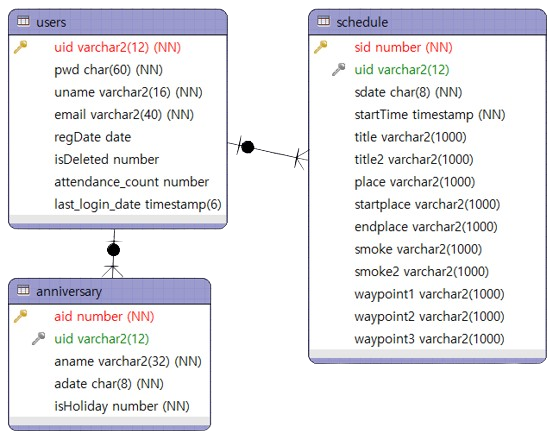 users
uid varchar2(12) (NN)
pwd char(60) (NN)
uname varchar2(16) (NN)
email varchar2(40) (NN)
regDate date
isDeleted number
attendance_count number
last_login_date timestamp(6)
schedule
sid number (NN)
uid varchar2(12)
sdate char(8) (NN)
startTime timestamp (NN)
title varchar2(1000)
title2 varchar2(1000)
place varchar2(1000)
startplace varchar2(1000)
endplace varchar2(1000)
smoke varchar2(1000)
smoke2 varchar2(1000)
waypoint1 varchar2(1000)
waypoint2 varchar2(1000)
waypoint3 varchar2(1000)
anniversary
aid number (NN)
uid varchar2(12)
aname varchar2(32) (NN)
adate char(8) (NN)
isHoliday number (NN)